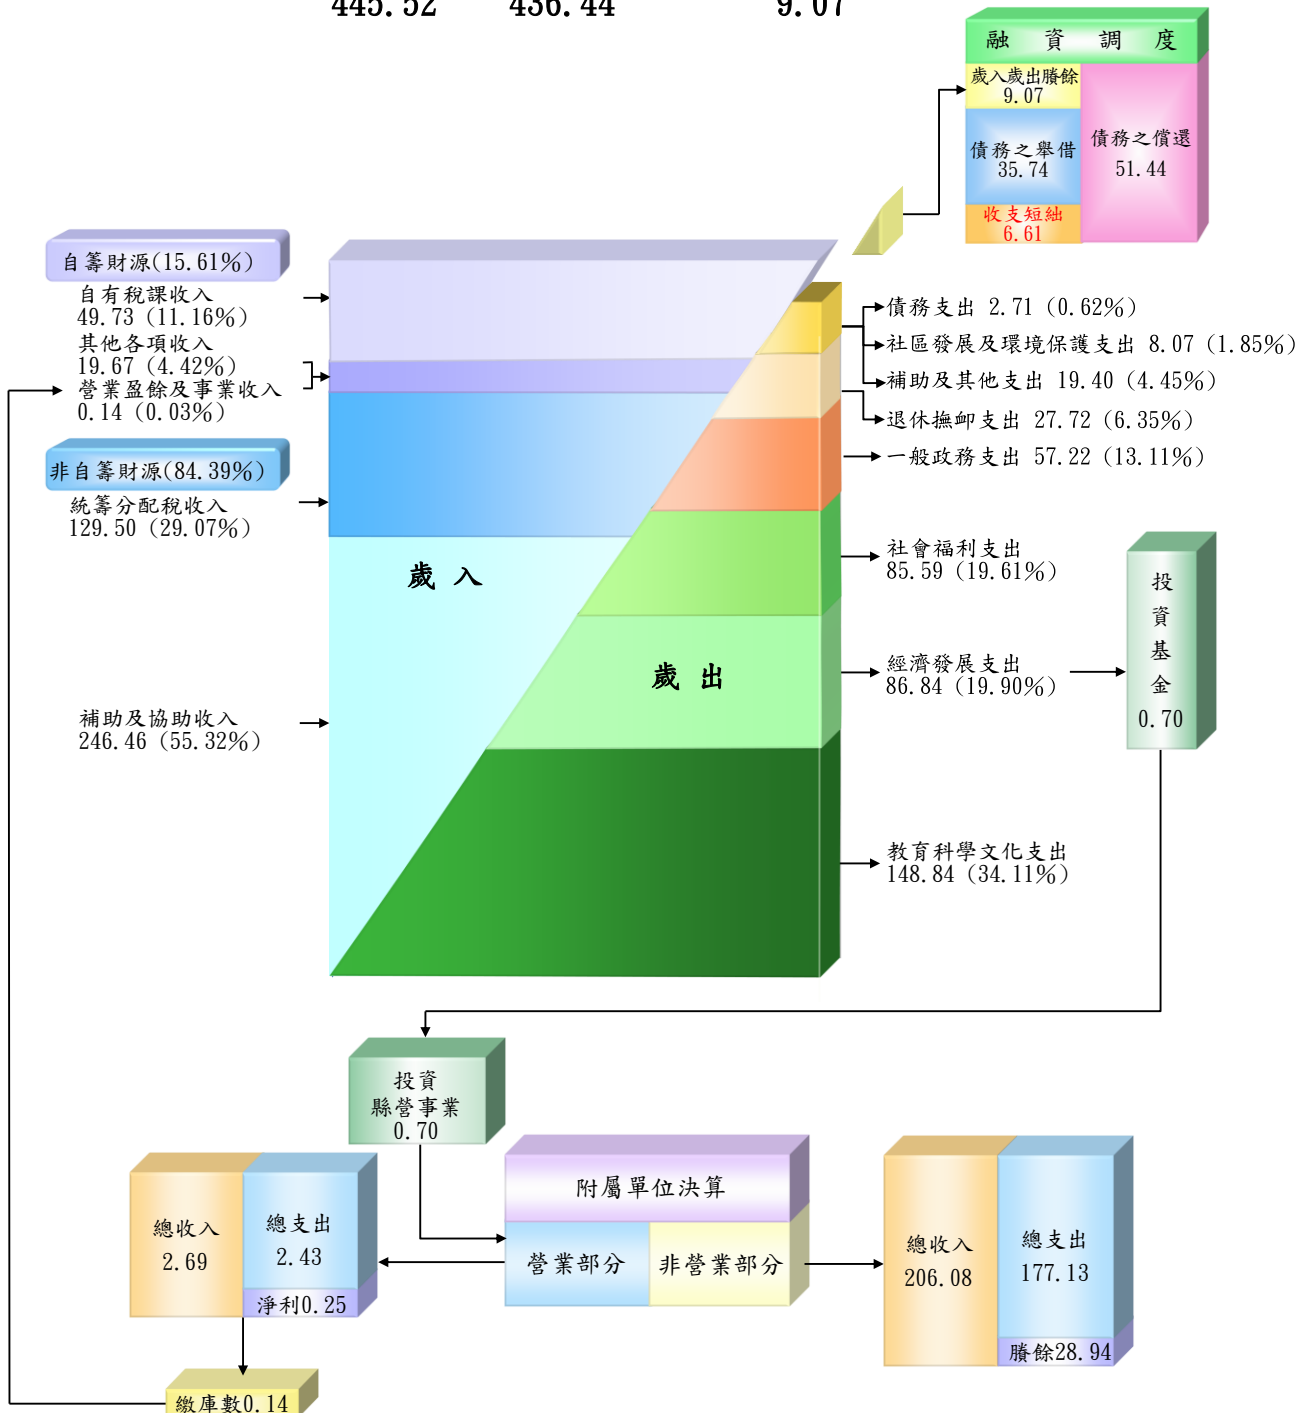 445.52 436.44 9.07
融資調度
歲入歲出賸餘
9.07
債務之舉借
35.74
收支短絀
6.61
債務之償還
51.44
自籌財源(15.61%)
自有稅課收入
49.73 (11.16%)
其他各項收入
19.67 (4.42%)
營業盈餘及事業收入
0.14 (0.03%)
非自籌財源(84.39%)
統籌分配稅收入
129.50 (29.07%)
補助及協助收入
246.46 (55.32%)
歲入
歲出
債務支出 2.71 (0.62%)
社區發展及環境保護支出 8.07 (1.85%)
補助及其他支出 19.40 (4.45%)
退休撫卹支出 27.72 (6.35%)
一般政務支出 57.22 (13.11%)
社會福利支出
85.59 (19.61%)
經濟發展支出
86.84 (19.90%)
教育科學文化支出
148.84 (34.11%)
投
資
基
金
0.70
投資
縣營事業
0.70
附屬單位決算
營業部分
非營業部分
總收入
2.69
總支出
2.43
淨利0.25
繳庫數0.14
總收入
206.08
總支出
177.13
賸餘28.94